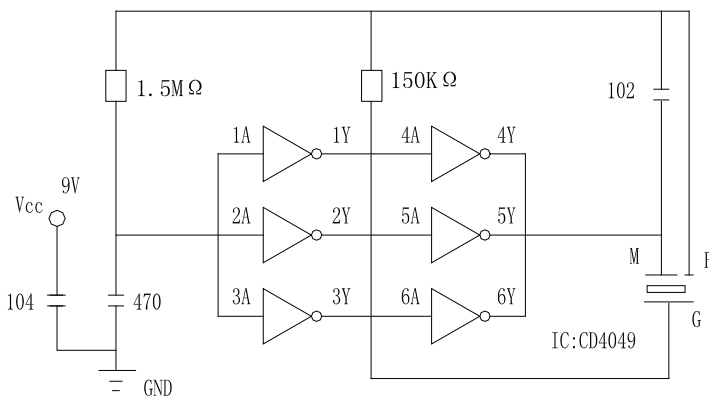 1.5MΩ
150KΩ
102
1A
1Y
4A
4Y
9V
Vcc
2A
2Y
5A
5Y
M
104
470
3A
3Y
6A
6Y
G
IC:CD4049
GND